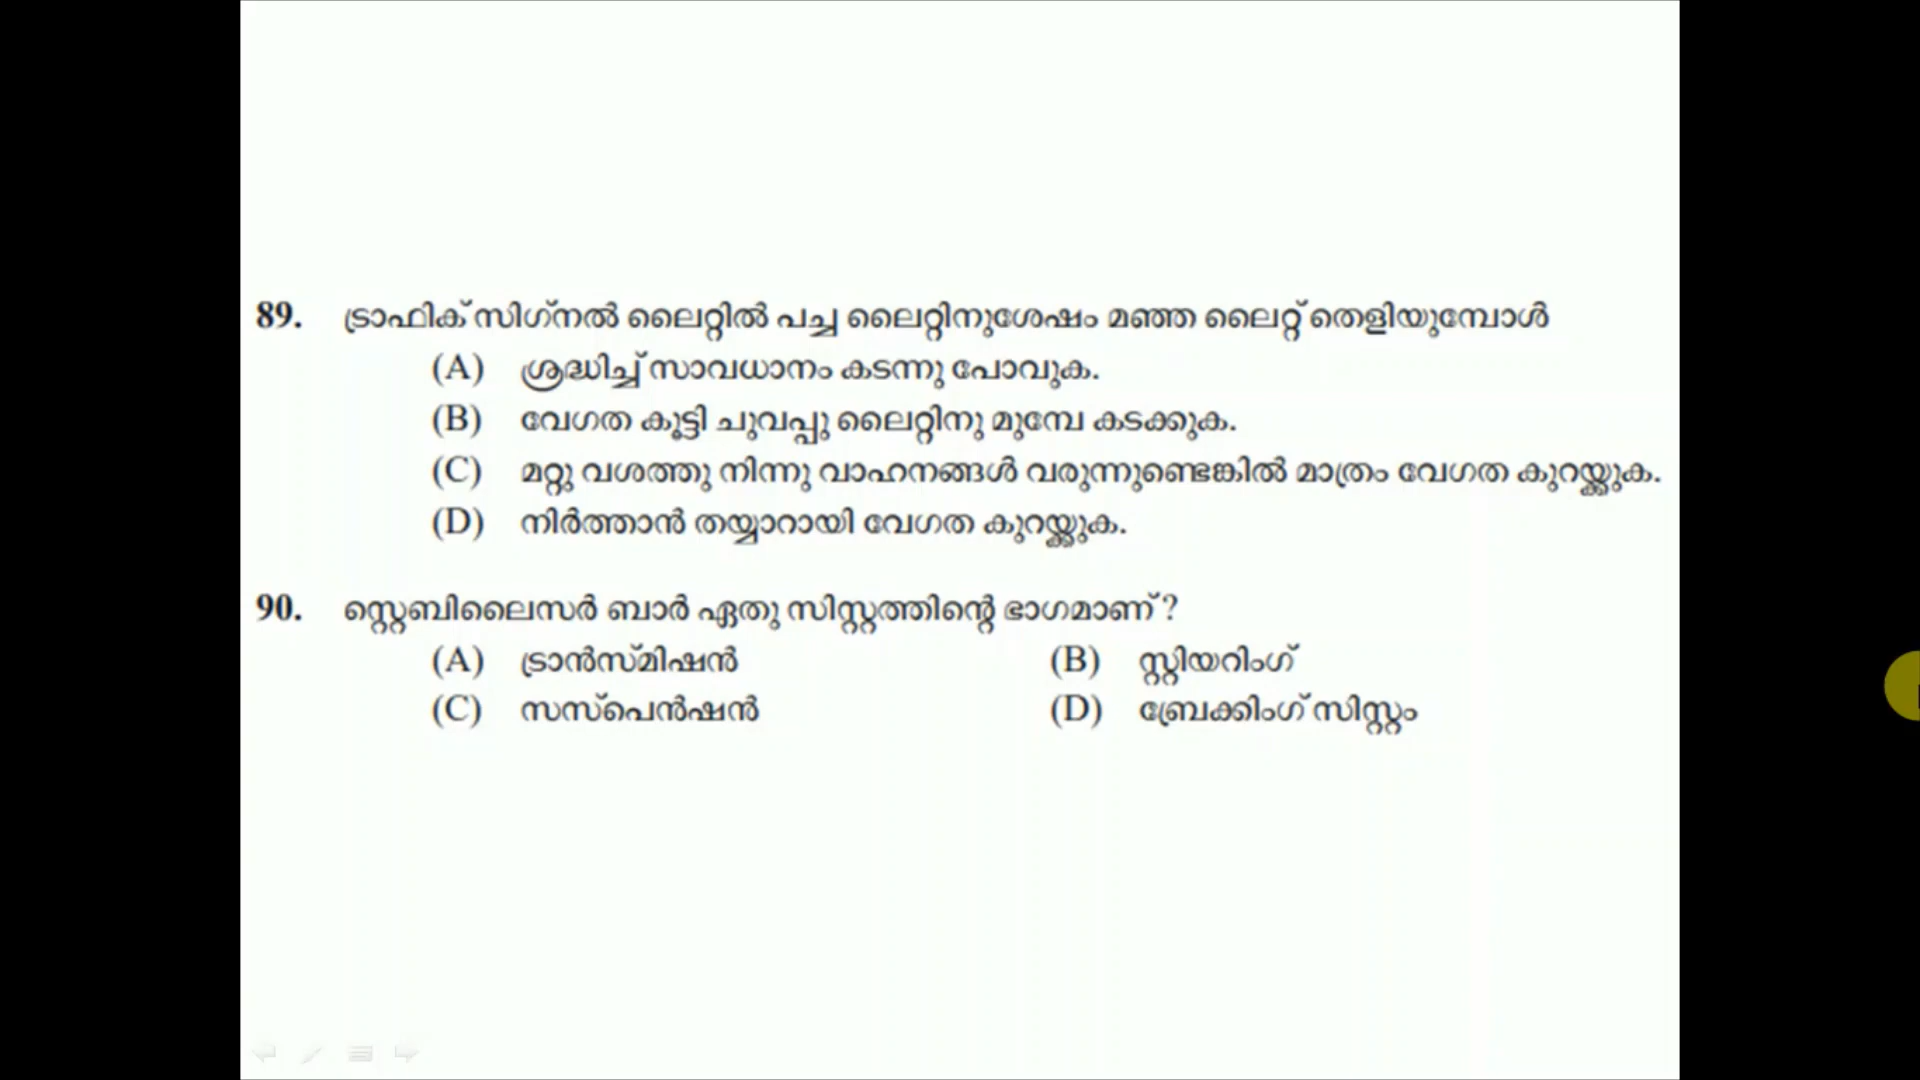 89. ട്രാഫിക് സിഗ്നൽ ലൈറ്റിൽ പച്ച ലൈറ്റിനുശേഷം മഞ്ഞ ലൈറ്റ് തെളിയുമ്പോൾ
(A) ശ്രദ്ധിച്ച് സാവധാനം കടന്നു പോവുക.
(B) വേഗത കൂട്ടി ചുവപ്പു ലൈറ്റിനു മുമ്പേ കടക്കുക.
(C) മറ്റു വശത്തു നിന്നു വാഹനങ്ങൾ വരുന്നുണ്ടെങ്കിൽ മാത്രം വേഗത കുറയ്ക്കുക.
(D) നിർത്താൻ തയ്യാറായി വേഗത കുറയ്ക്കുക.
90. സ്റ്റെബിലൈസർ ബാർ ഏതു സിസ്റ്റത്തിന്റെ ഭാഗമാണ് ?
(A) ട്രാൻസ്മിഷൻ (B) സ്റ്റിയറിംഗ്
(C) സസ്പെൻഷൻ (D) ബ്രേക്കിംഗ് സിസ്റ്റം